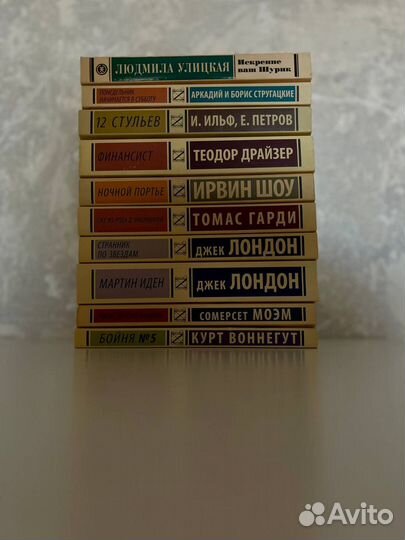 ЛЮДМИЛА УЛИЦКАЯ Искренне
ваш Шурик
ПОНЕДЕЛЬНИК
НАЧИНАЕТСЯ В СУББОТУ
АРКАДИЙ И БОРИС СТРУГАЦКИЕ
12 СТУЛЬЕВ И. ИЛЬФ, Е. ПЕТРОВ
ФИНАНСИСТ ТЕОДОР ДРАЙЗЕР
НОЧНОЙ ПОРТЬЕ ИРВИН ШОУ
ТОМАС ГАРДИ
СТРАННИК
ПО ЗВЕЗДАМ
ДЖЕК ЛОНДОН
МАРТИН ИДЕН ДЖЕК ЛОНДОН
СОМЕРСЕТ МОЭМ
БОЙНЯ №5 КУРТ ВОННЕГУТ
Avito